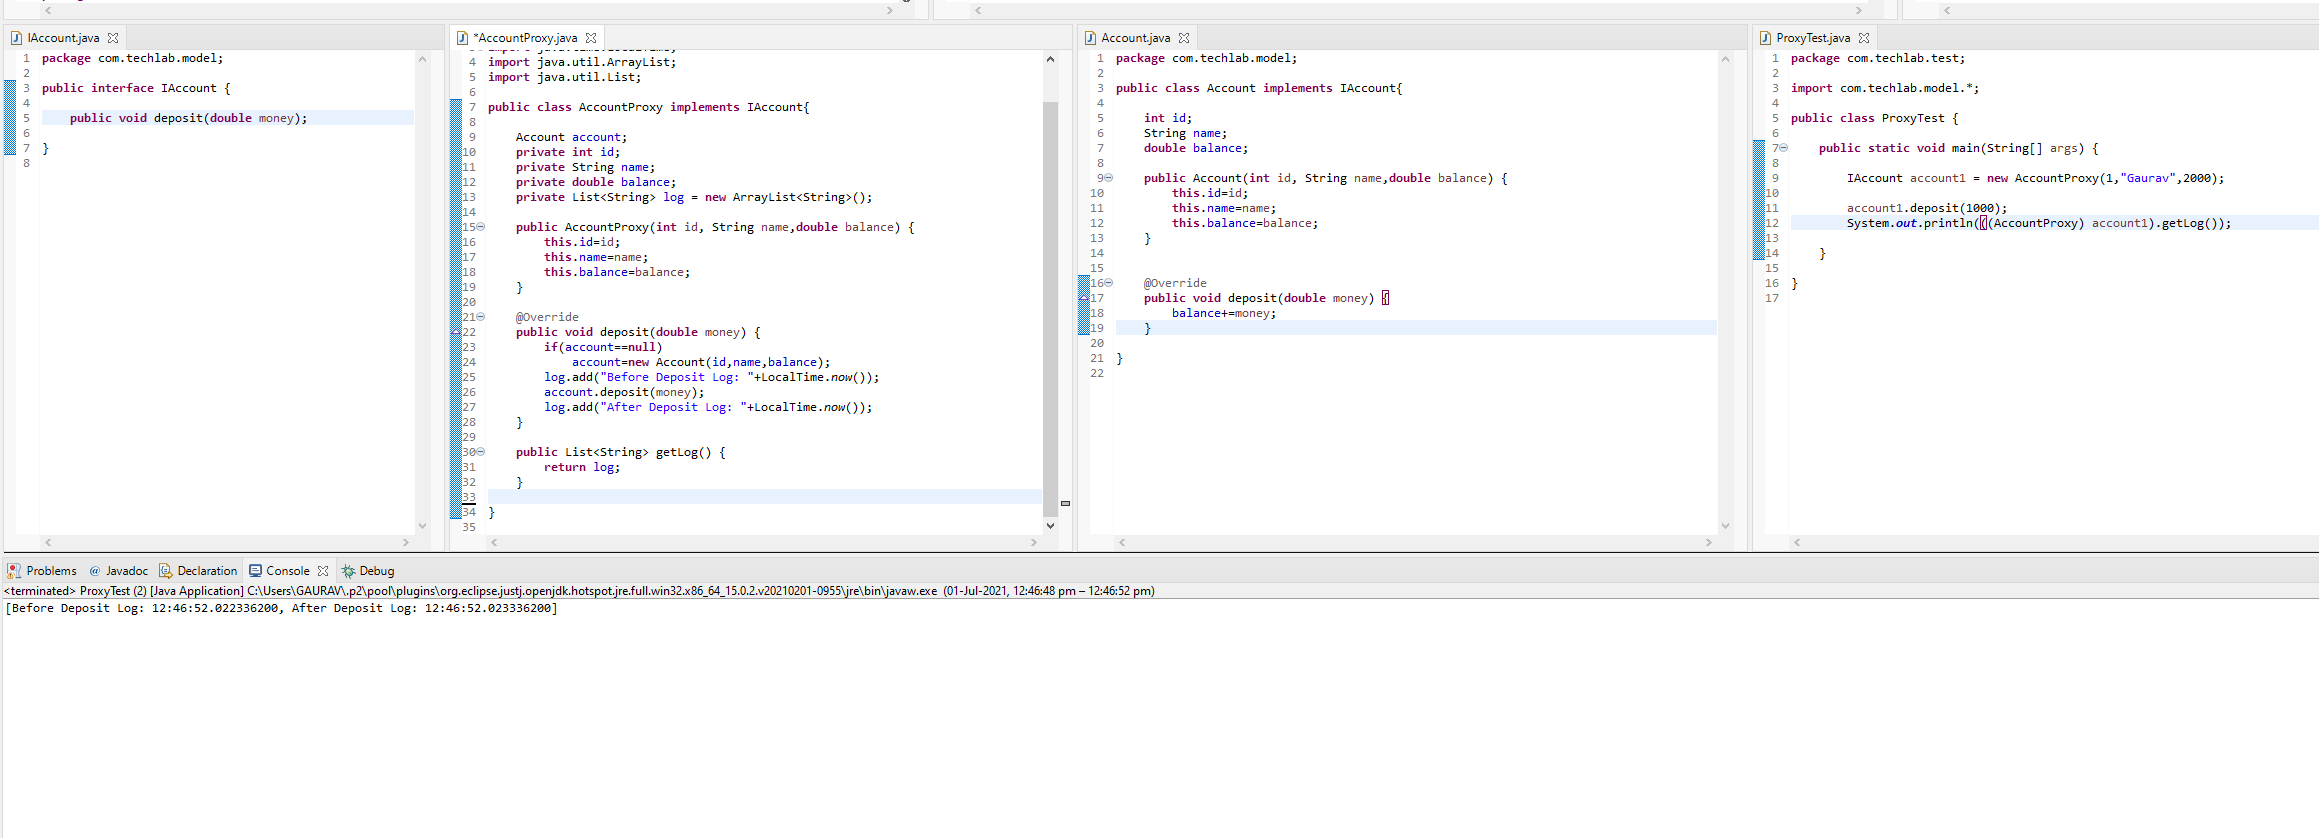 IAccount.java
1 package com.techlab.model;
2
3 public interface IAccount {
4
5 public void deposit(double money);
6
7 }
8
*AccountProxy.java
4 import java.util.ArrayList;
5 import java.util.List;
6
7 public class AccountProxy implements IAccount{
8
9 Account account;
10 private int id;
11 private String name;
12 private double balance;
13 private List<String> log = new ArrayList<String>();
14
15 public AccountProxy(int id, String name,double balance) {
16 this.id=id;
17 this.name=name;
18 this.balance=balance;
19 }
20
21 @Override
22 public void deposit(double money) {
23 if(account==null)
24 account=new Account(id,name,balance);
25 log.add("Before Deposit Log: "+LocalTime.now());
26 account.deposit(money);
27 log.add("After Deposit Log: "+LocalTime.now());
28 }
29
30 public List<String> getLog() {
31 return log;
32 }
33
34 }
35
Account.java
1 package com.techlab.model;
2
3 public class Account implements IAccount{
4
5 int id;
6 String name;
7 double balance;
8
9 public Account(int id, String name,double balance) {
10 this.id=id;
11 this.name=name;
12 this.balance=balance;
13 }
14
15
16 @Override
17 public void deposit(double money) {
18 balance+=money;
19 }
20
21 }
22
ProxyTest.java
1 package com.techlab.test;
2
3 import com.techlab.model.*;
4
5 public class ProxyTest {
6
7 public static void main(String[] args) {
8
9 IAccount account1 = new AccountProxy(1,"Gaurav",2000);
10
11 account1.deposit(1000);
12 System.out.println(((AccountProxy) account1).getLog());
13
14 }
15
16 }
17
Problems @ Javadoc Declaration Console Debug
<terminated> ProxyTest (2) [Java Application] C:\Users\GAURAV\.p2\pool\plugins\org.eclipse.justj.openjdk.hotspot.jre.full.win32.x86_64_15.0.2.v20210201-0955\jre\bin\javaw.exe (01-Jul-2021, 12:46:48 pm – 12:46:52 pm)
[Before Deposit Log: 12:46:52.022336200, After Deposit Log: 12:46:52.023336200]